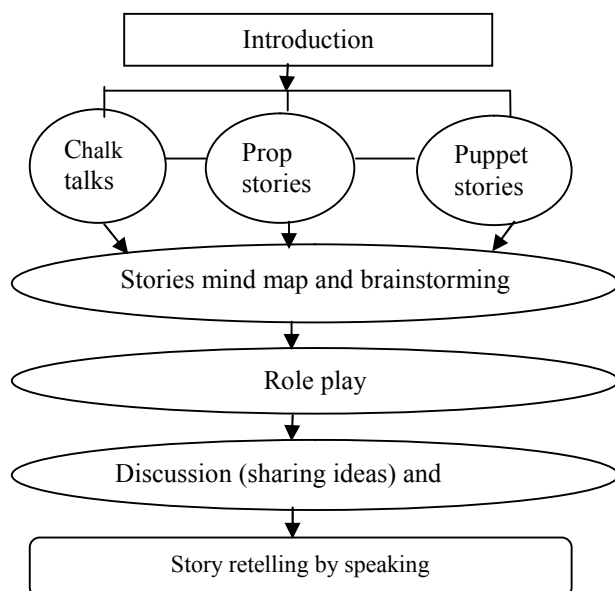 Introduction
Chalk
talks
Prop
stories
Puppet
stories
Stories mind map and brainstorming
Role play
Discussion (sharing ideas) and
Story retelling by speaking